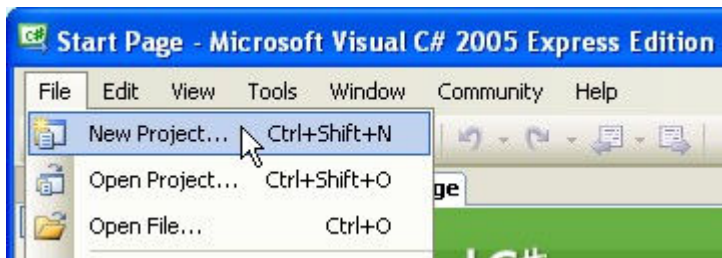 Start Page - Microsoft Visual C# 2005 Express Edition
File Edit View Tools Window Community Help
New Project... Ctrl+Shift+N
Open Project... Ctrl+Shift+O
Open File... Ctrl+O